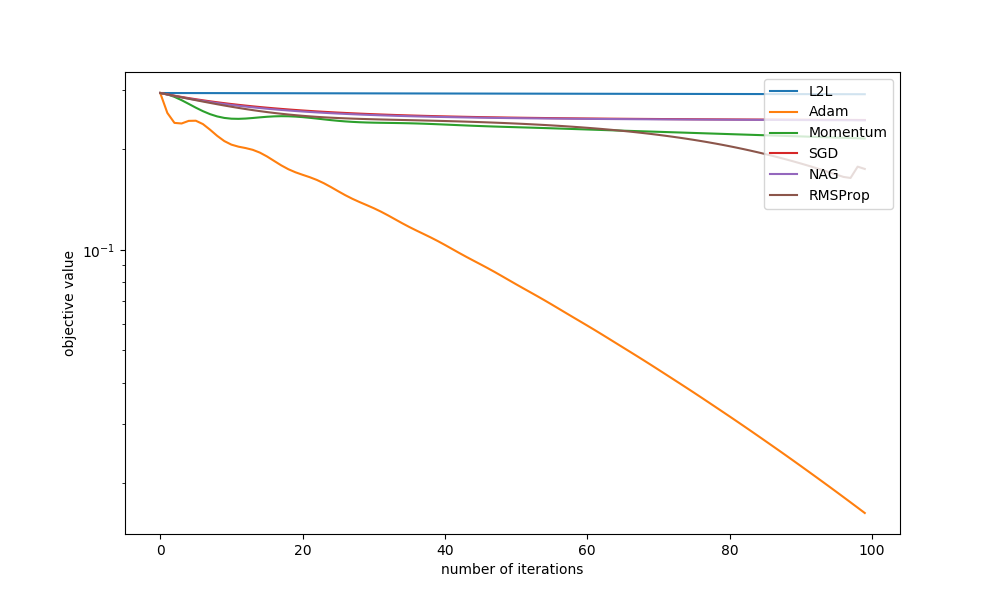 L2L
Adam
Momentum
SGD
NAG
RMSProp
10⁻¹
objective value
0 20 40 60 80 100
number of iterations